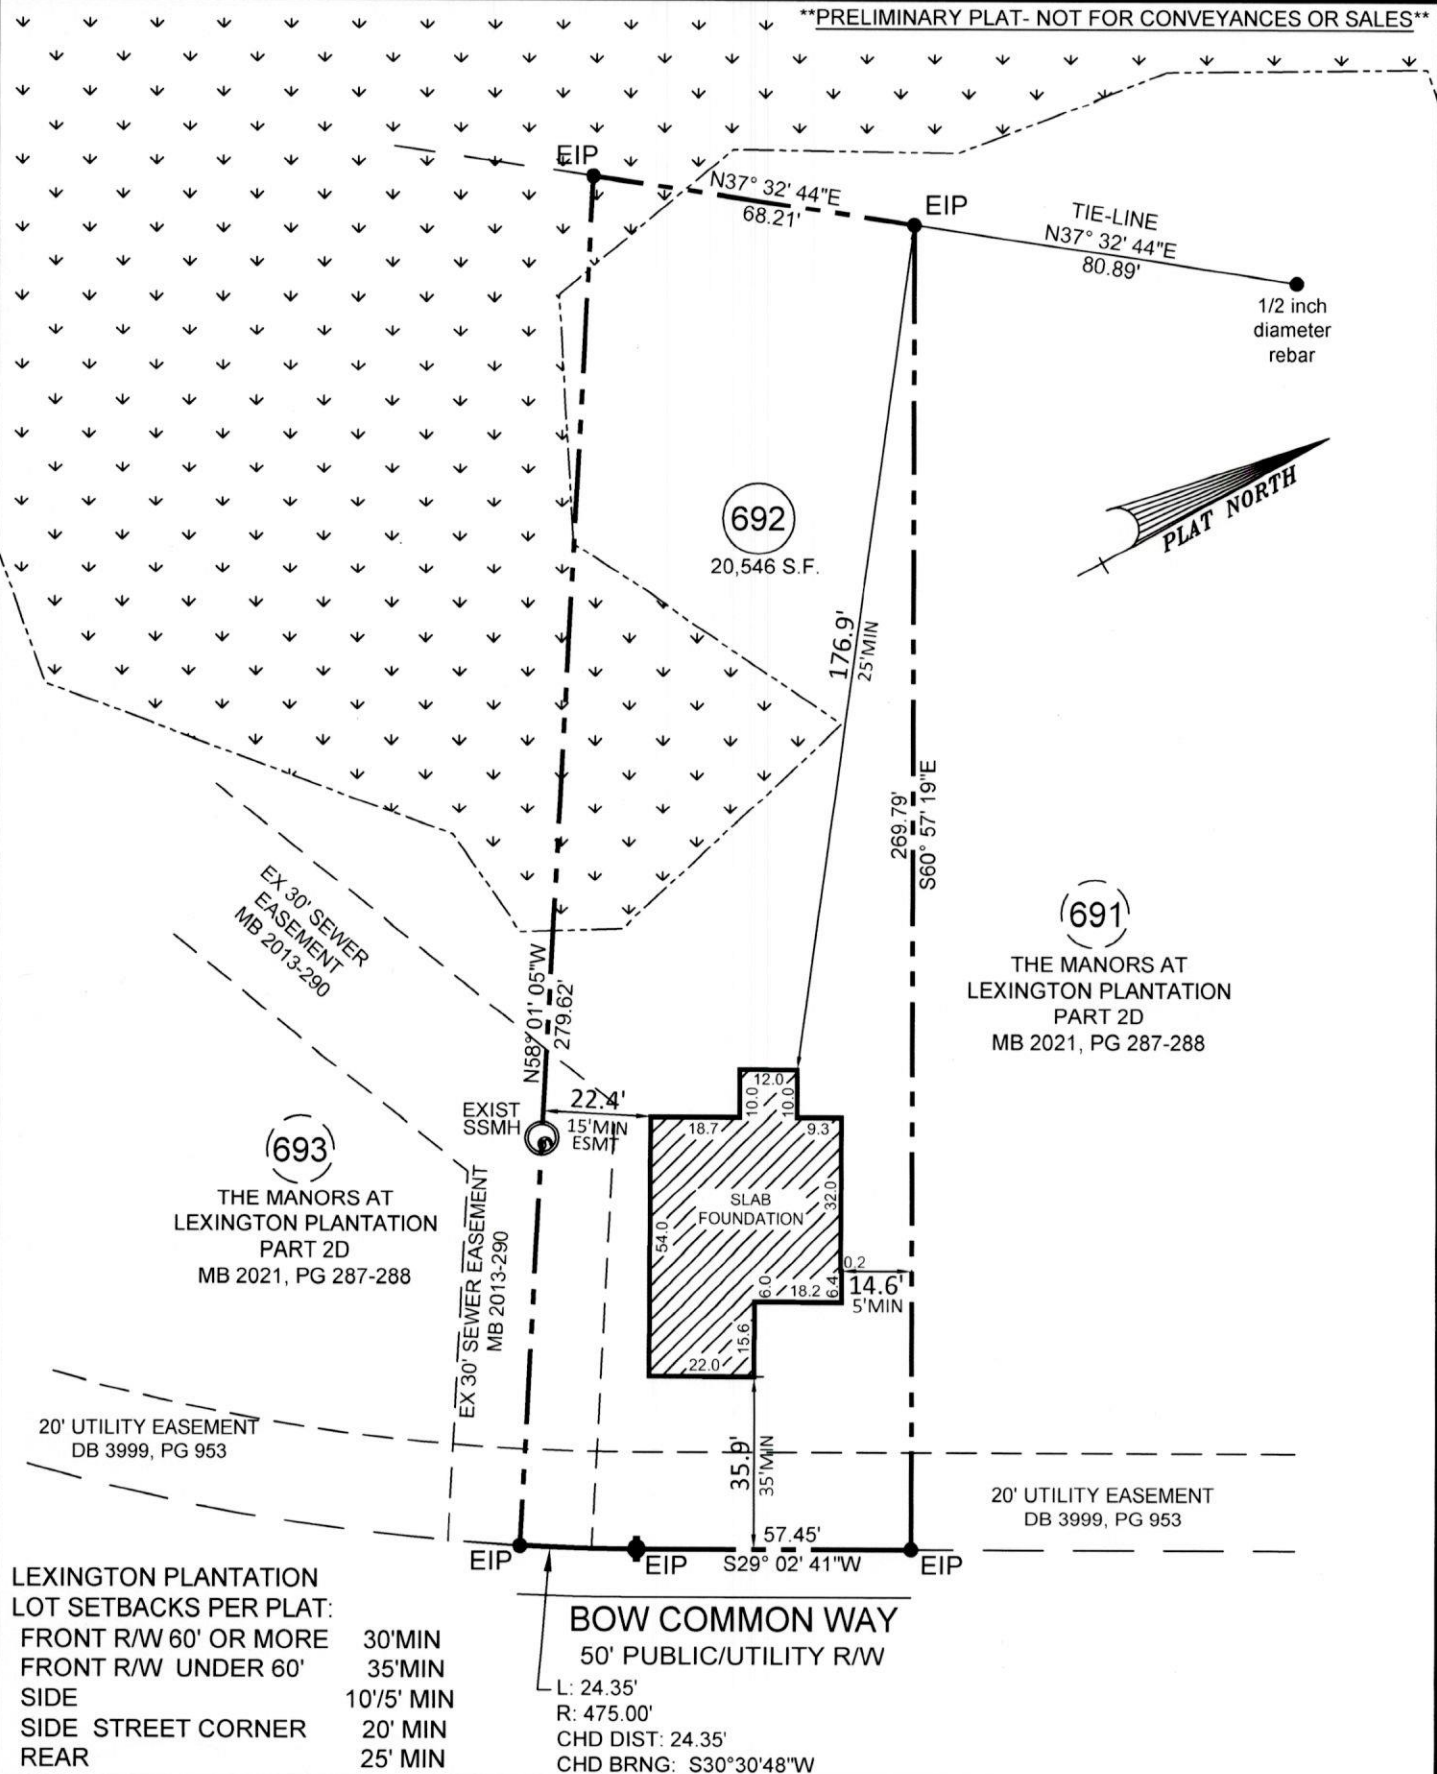 **PRELIMINARY PLAT- NOT FOR CONVEYANCES OR SALES**
EIP
N37° 32' 44"E
68.21'
EIP
TIE-LINE
N37° 32' 44"E
80.89'
1/2 inch
diameter
rebar
PLAT NORTH
692
20,546 S.F.
176.9'
25'MIN
269.79'
S60° 57' 19"E
EX 30' SEWER
EASEMENT
MB 2013-290
N58° 01' 05"W
279.62'
691
THE MANORS AT
LEXINGTON PLANTATION
PART 2D
MB 2021, PG 287-288
EXIST
SSMH
22.4'
15'MIN
ESMT
12.0
10.0
10.0
18.7
9.3
SLAB
FOUNDATION
54.0
32.0
0.2
6.0
18.2
6.4
15.6
22.0
14.6'
5'MIN
693
THE MANORS AT
LEXINGTON PLANTATION
PART 2D
MB 2021, PG 287-288
EX 30' SEWER EASEMENT
MB 2013-290
20' UTILITY EASEMENT
DB 3999, PG 953
35.9'
35'MIN
20' UTILITY EASEMENT
DB 3999, PG 953
57.45'
S29° 02' 41"W
EIP
EIP
EIP
BOW COMMON WAY
50' PUBLIC/UTILITY R/W
L: 24.35'
R: 475.00'
CHD DIST: 24.35'
CHD BRNG: S30°30'48"W
LEXINGTON PLANTATION
LOT SETBACKS PER PLAT:
FRONT R/W 60' OR MORE 30'MIN
FRONT R/W UNDER 60' 35'MIN
SIDE 10'/5' MIN
SIDE STREET CORNER 20' MIN
REAR 25' MIN